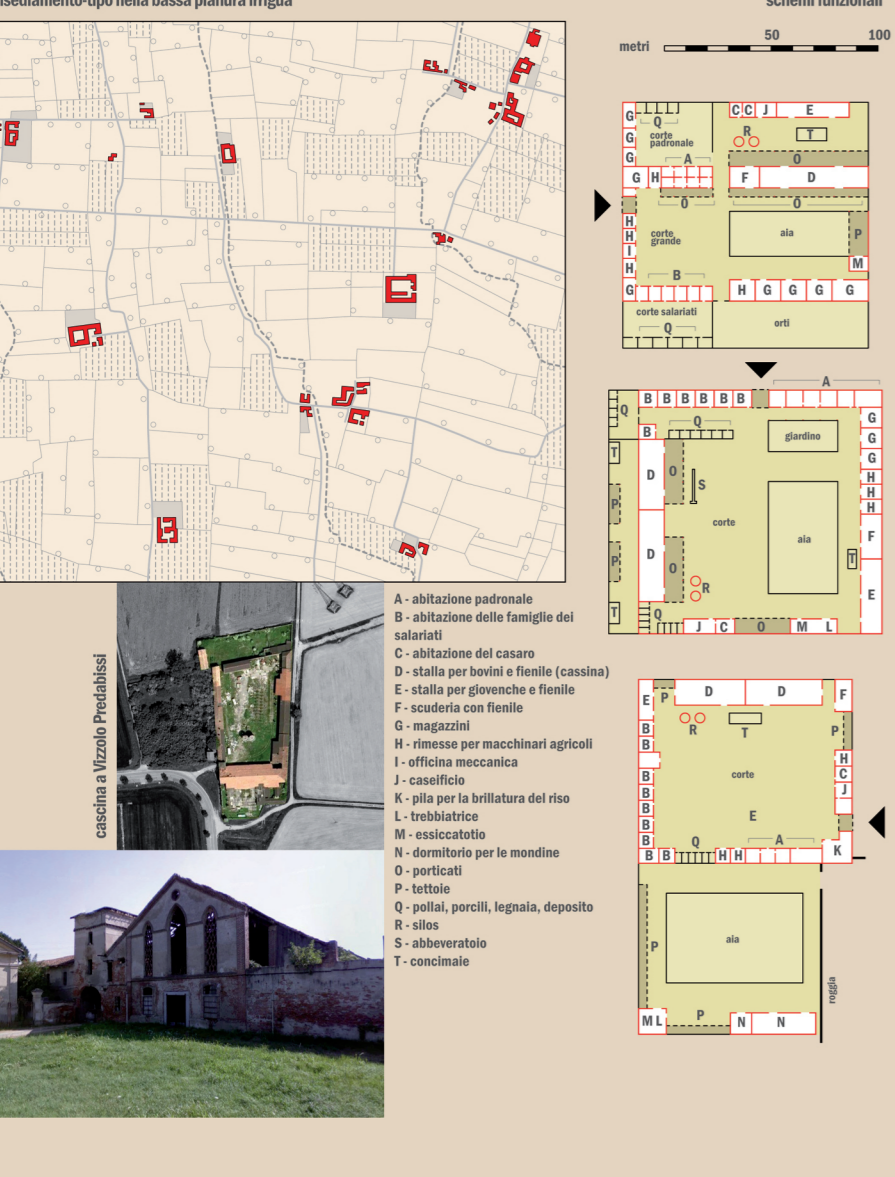 nella bassa pianura irrigua
schemi funzionali
metri 50 100
G
Q
C C J E
corte
padronale
R
T
G
G
A
O
G H
F D
O
O
H
H
I
H
corte
grande
aia
P
M
B
G
H G G G G
corte salariati
Q
orti
A
B B B B B B
Q
Q
G
G
G
giardino
B
T
D
O
S
H
H
H
P
corte
aia
F
P
D
O
T
R
E
T
Q
J C O M L
E P D D F
R T
P
B
B
B
B
B
B
B
corte
H
C
J
E
Q
A
B B H H K
P
aia
roggia
P
M L N N
cascina a Vizzolo Predabissi
A - abitazione padronale
B - abitazione delle famiglie dei
salariati
C - abitazione del casaro
D - stalla per bovini e fienile (cassina)
E - stalla per giovenche e fienile
F - scuderia con fienile
G - magazzini
H - rimesse per macchinari agricoli
I - officina meccanica
J - caseificio
K - pila per la brillatura del riso
L - trebbiatrice
M - essiccatotio
N - dormitorio per le mondine
O - porticati
P - tettoie
Q - pollai, porcili, legnaia, deposito
R - silos
S - abbeveratoio
T - concimaie